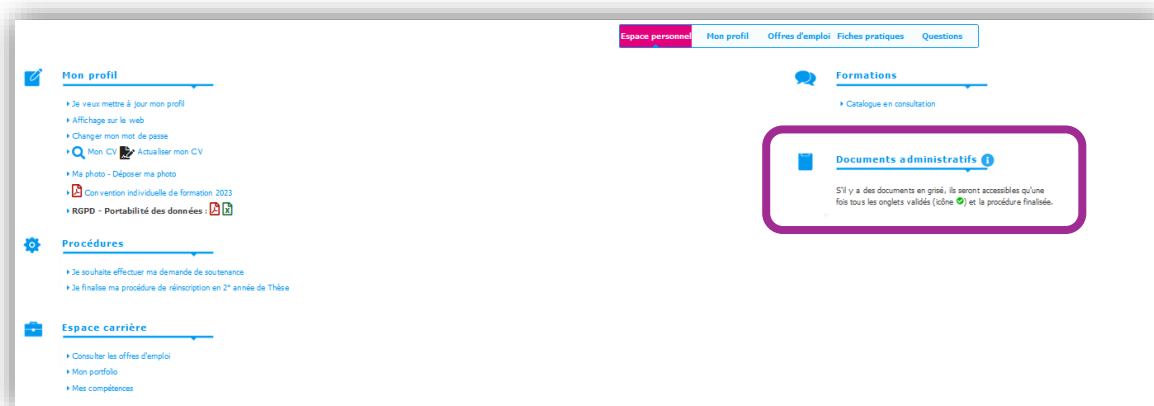 Espace personnel Mon profil Offres d'emploi Fiches pratiques Questions
Mon profil
Je veux mettre à jour mon profil
Affichage sur le web
Changer mon mot de passe
Mon CV Actualiser mon CV
Ma photo - Déposer ma photo
Convention individuelle de formation 2023
RGPD - Portabilité des données :
Procédures
Je souhaite effectuer ma demande de soutenance
Je finalise ma procédure de réinscription en 2° année de Thèse
Espace carrière
Consulter les offres d'emploi
Mon portfolio
Mes compétences
Formations
Catalogue en consultation
Documents administratifs
S'il y a des documents en grisé, ils seront accessibles qu'une
fois tous les onglets validés (icône ) et la procédure finalisée.